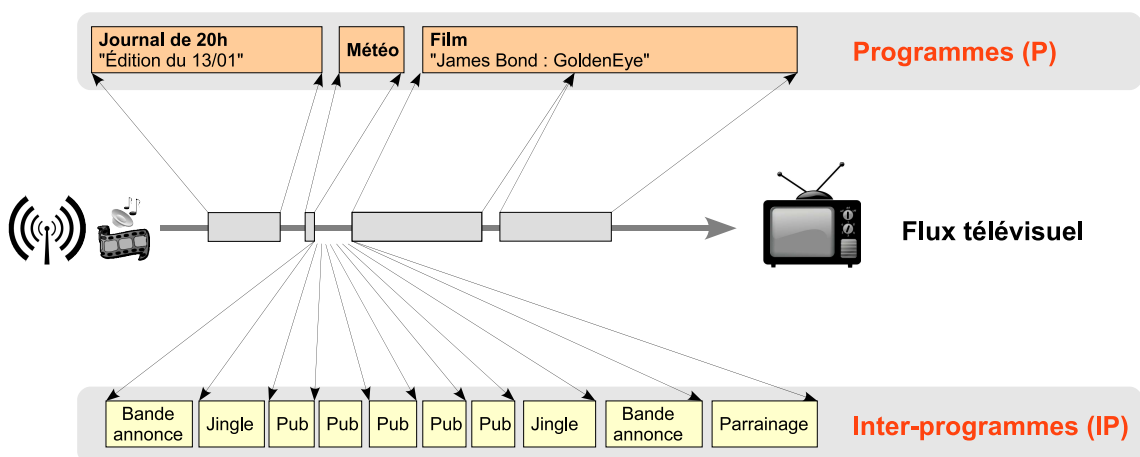 Journal de 20h
"Édition du 13/01"
Météo
Film
"James Bond : GoldenEye"
Programmes (P)
Flux télévisuel
Bande
annonce
Jingle
Pub
Pub
Pub
Pub
Pub
Jingle
Bande
annonce
Parrainage
Inter-programmes (IP)